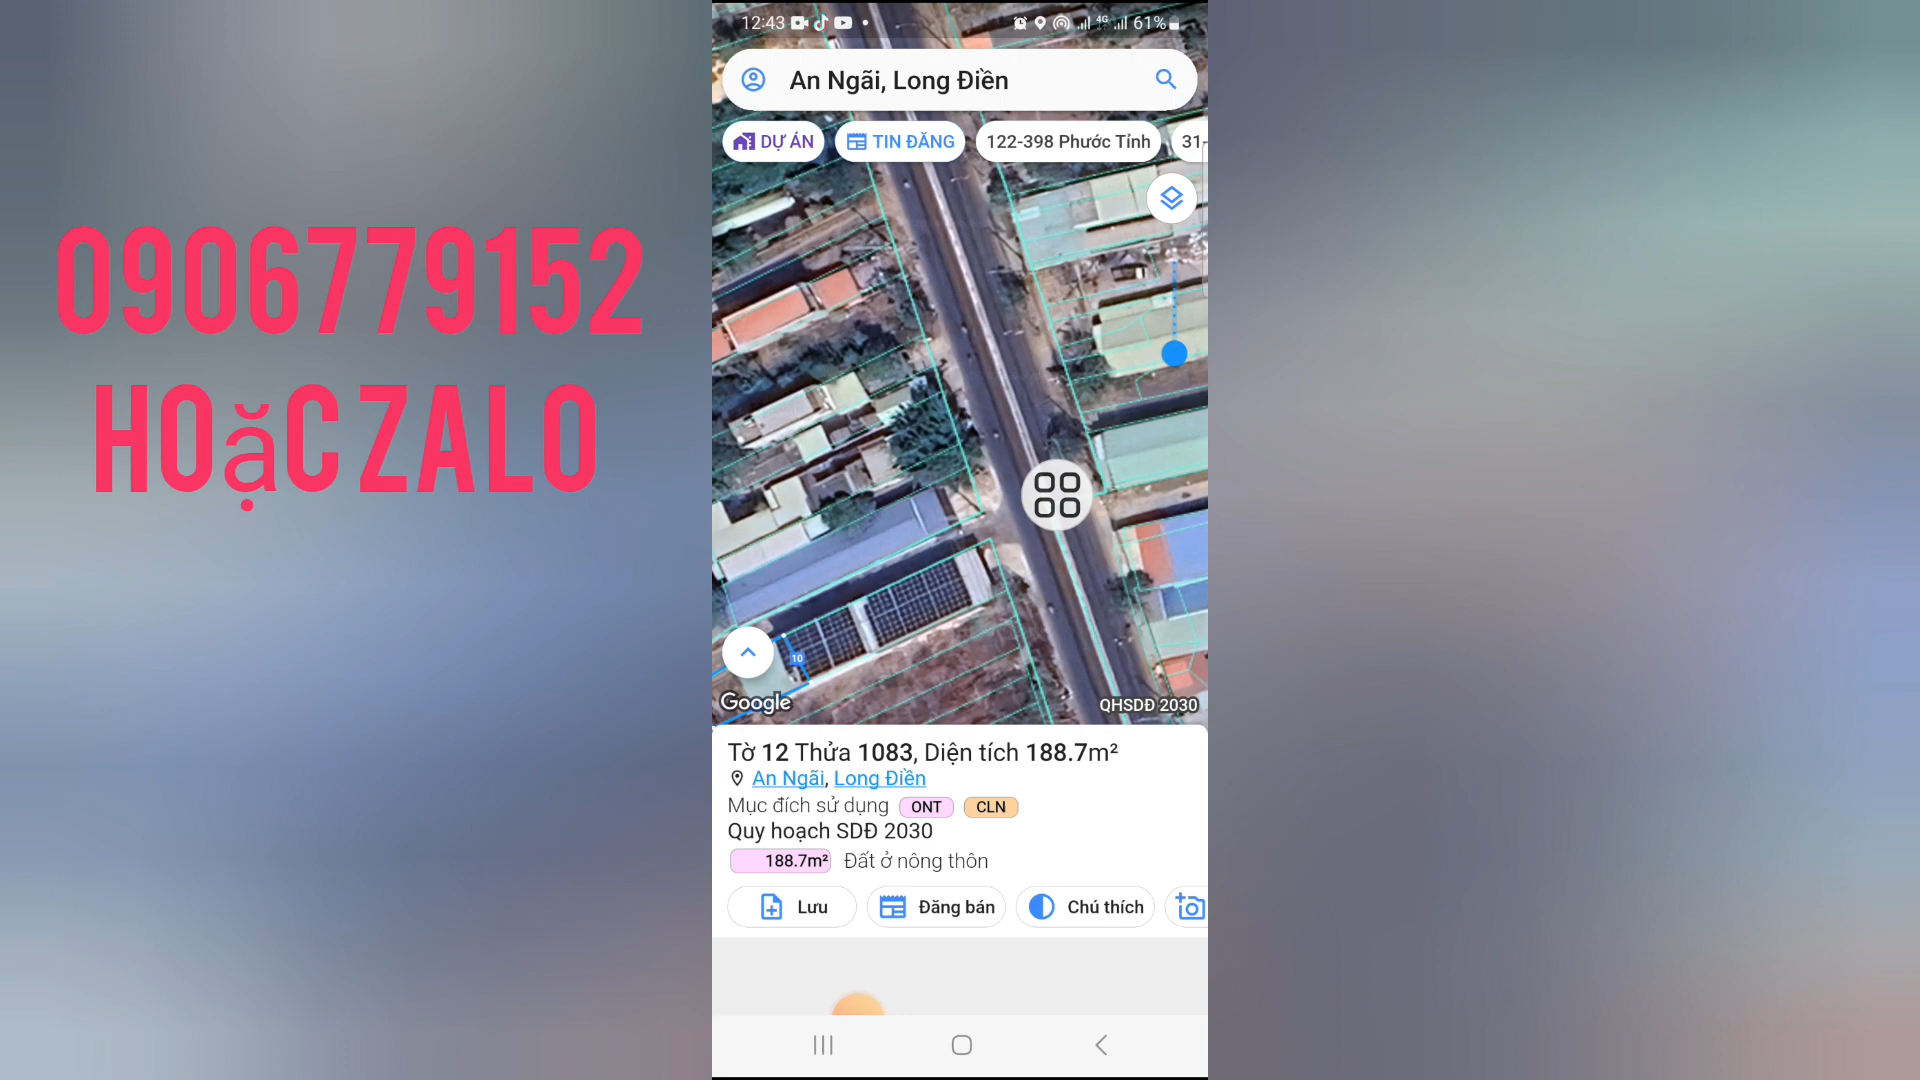 0906779152
HOặC ZALO
12:43
4G
61%
An Ngãi, Long Điền
DỰ ÁN
TIN ĐĂNG
122-398 Phước Tỉnh
31-
10
Google
QHSDĐ 2030
Tờ 12 Thửa 1083, Diện tích 188.7m²
An Ngãi, Long Điền
Mục đích sử dụng ONT CLN
Quy hoạch SDĐ 2030
188.7m² Đất ở nông thôn
Lưu
Đăng bán
Chú thích